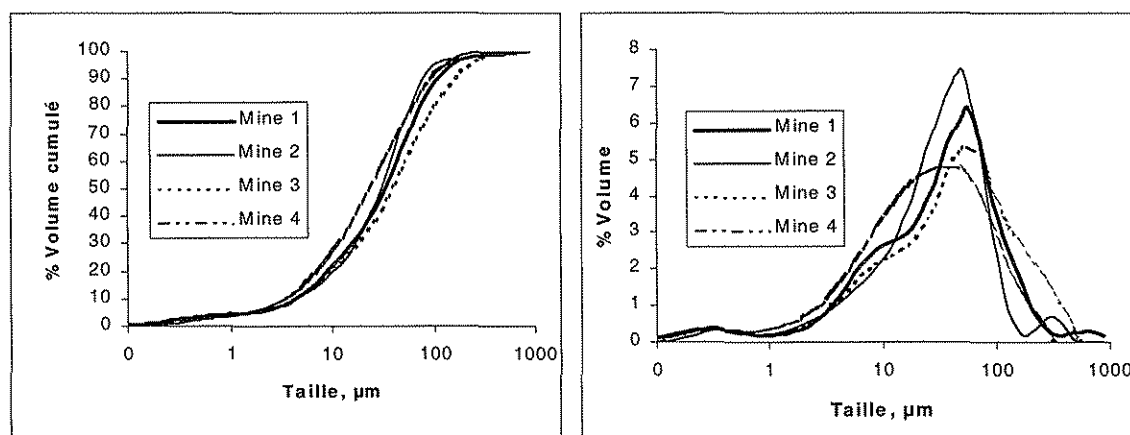 100
90
80
70
60
50
40
30
20
10
0
% Volume cumulé
Mine 1
Mine 2
Mine 3
Mine 4
0 1 10 100 1000
Taille, µm
8
7
6
5
4
3
2
1
0
% Volume
Mine 1
Mine 2
Mine 3
Mine 4
0 1 10 100 1000
Taille, µm